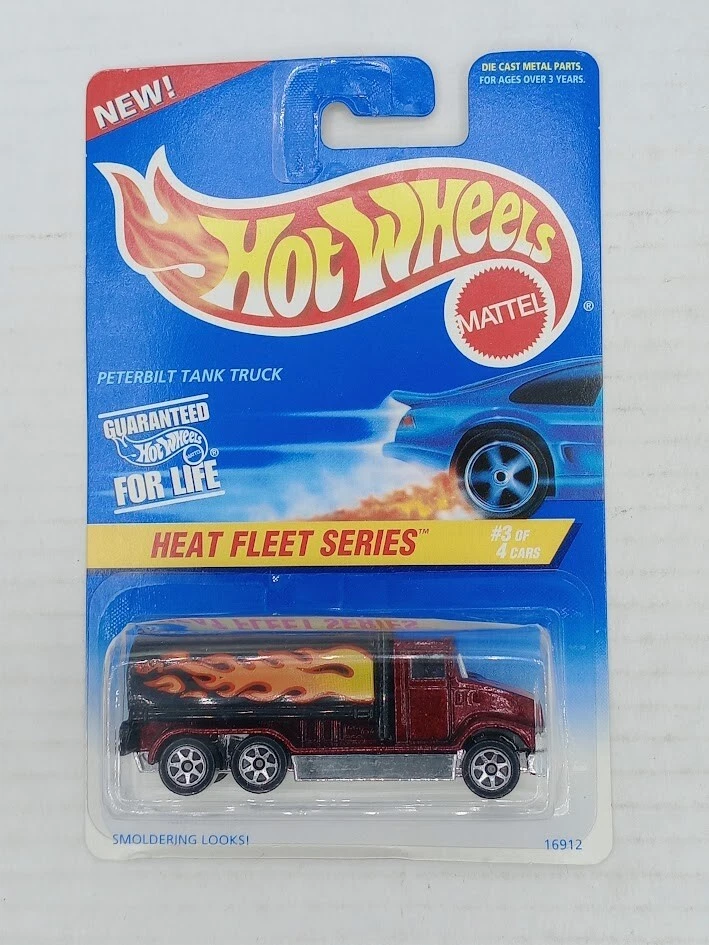 NEW!
DIE CAST METAL PARTS.
FOR AGES OVER 3 YEARS.
HOT WHEELS
MATTEL
®
PETERBILT TANK TRUCK
GUARANTEED
HOT WHEELS
®
FOR LIFE
HEAT FLEET SERIES™
#3 OF
4 CARS
SMOLDERING LOOKS!
16912